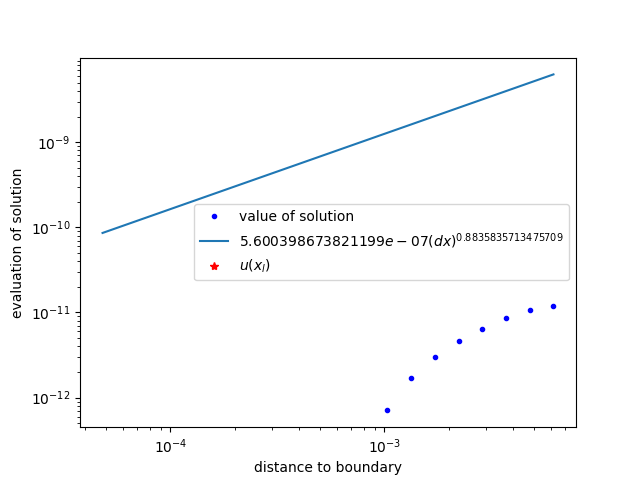 10⁻⁹
10⁻¹⁰
10⁻¹¹
10⁻¹²
evaluation of solution
value of solution
5.600398673821199e − 07(dx)^0.8835835713475709
u(x_l)
10⁻⁴ 10⁻³
distance to boundary